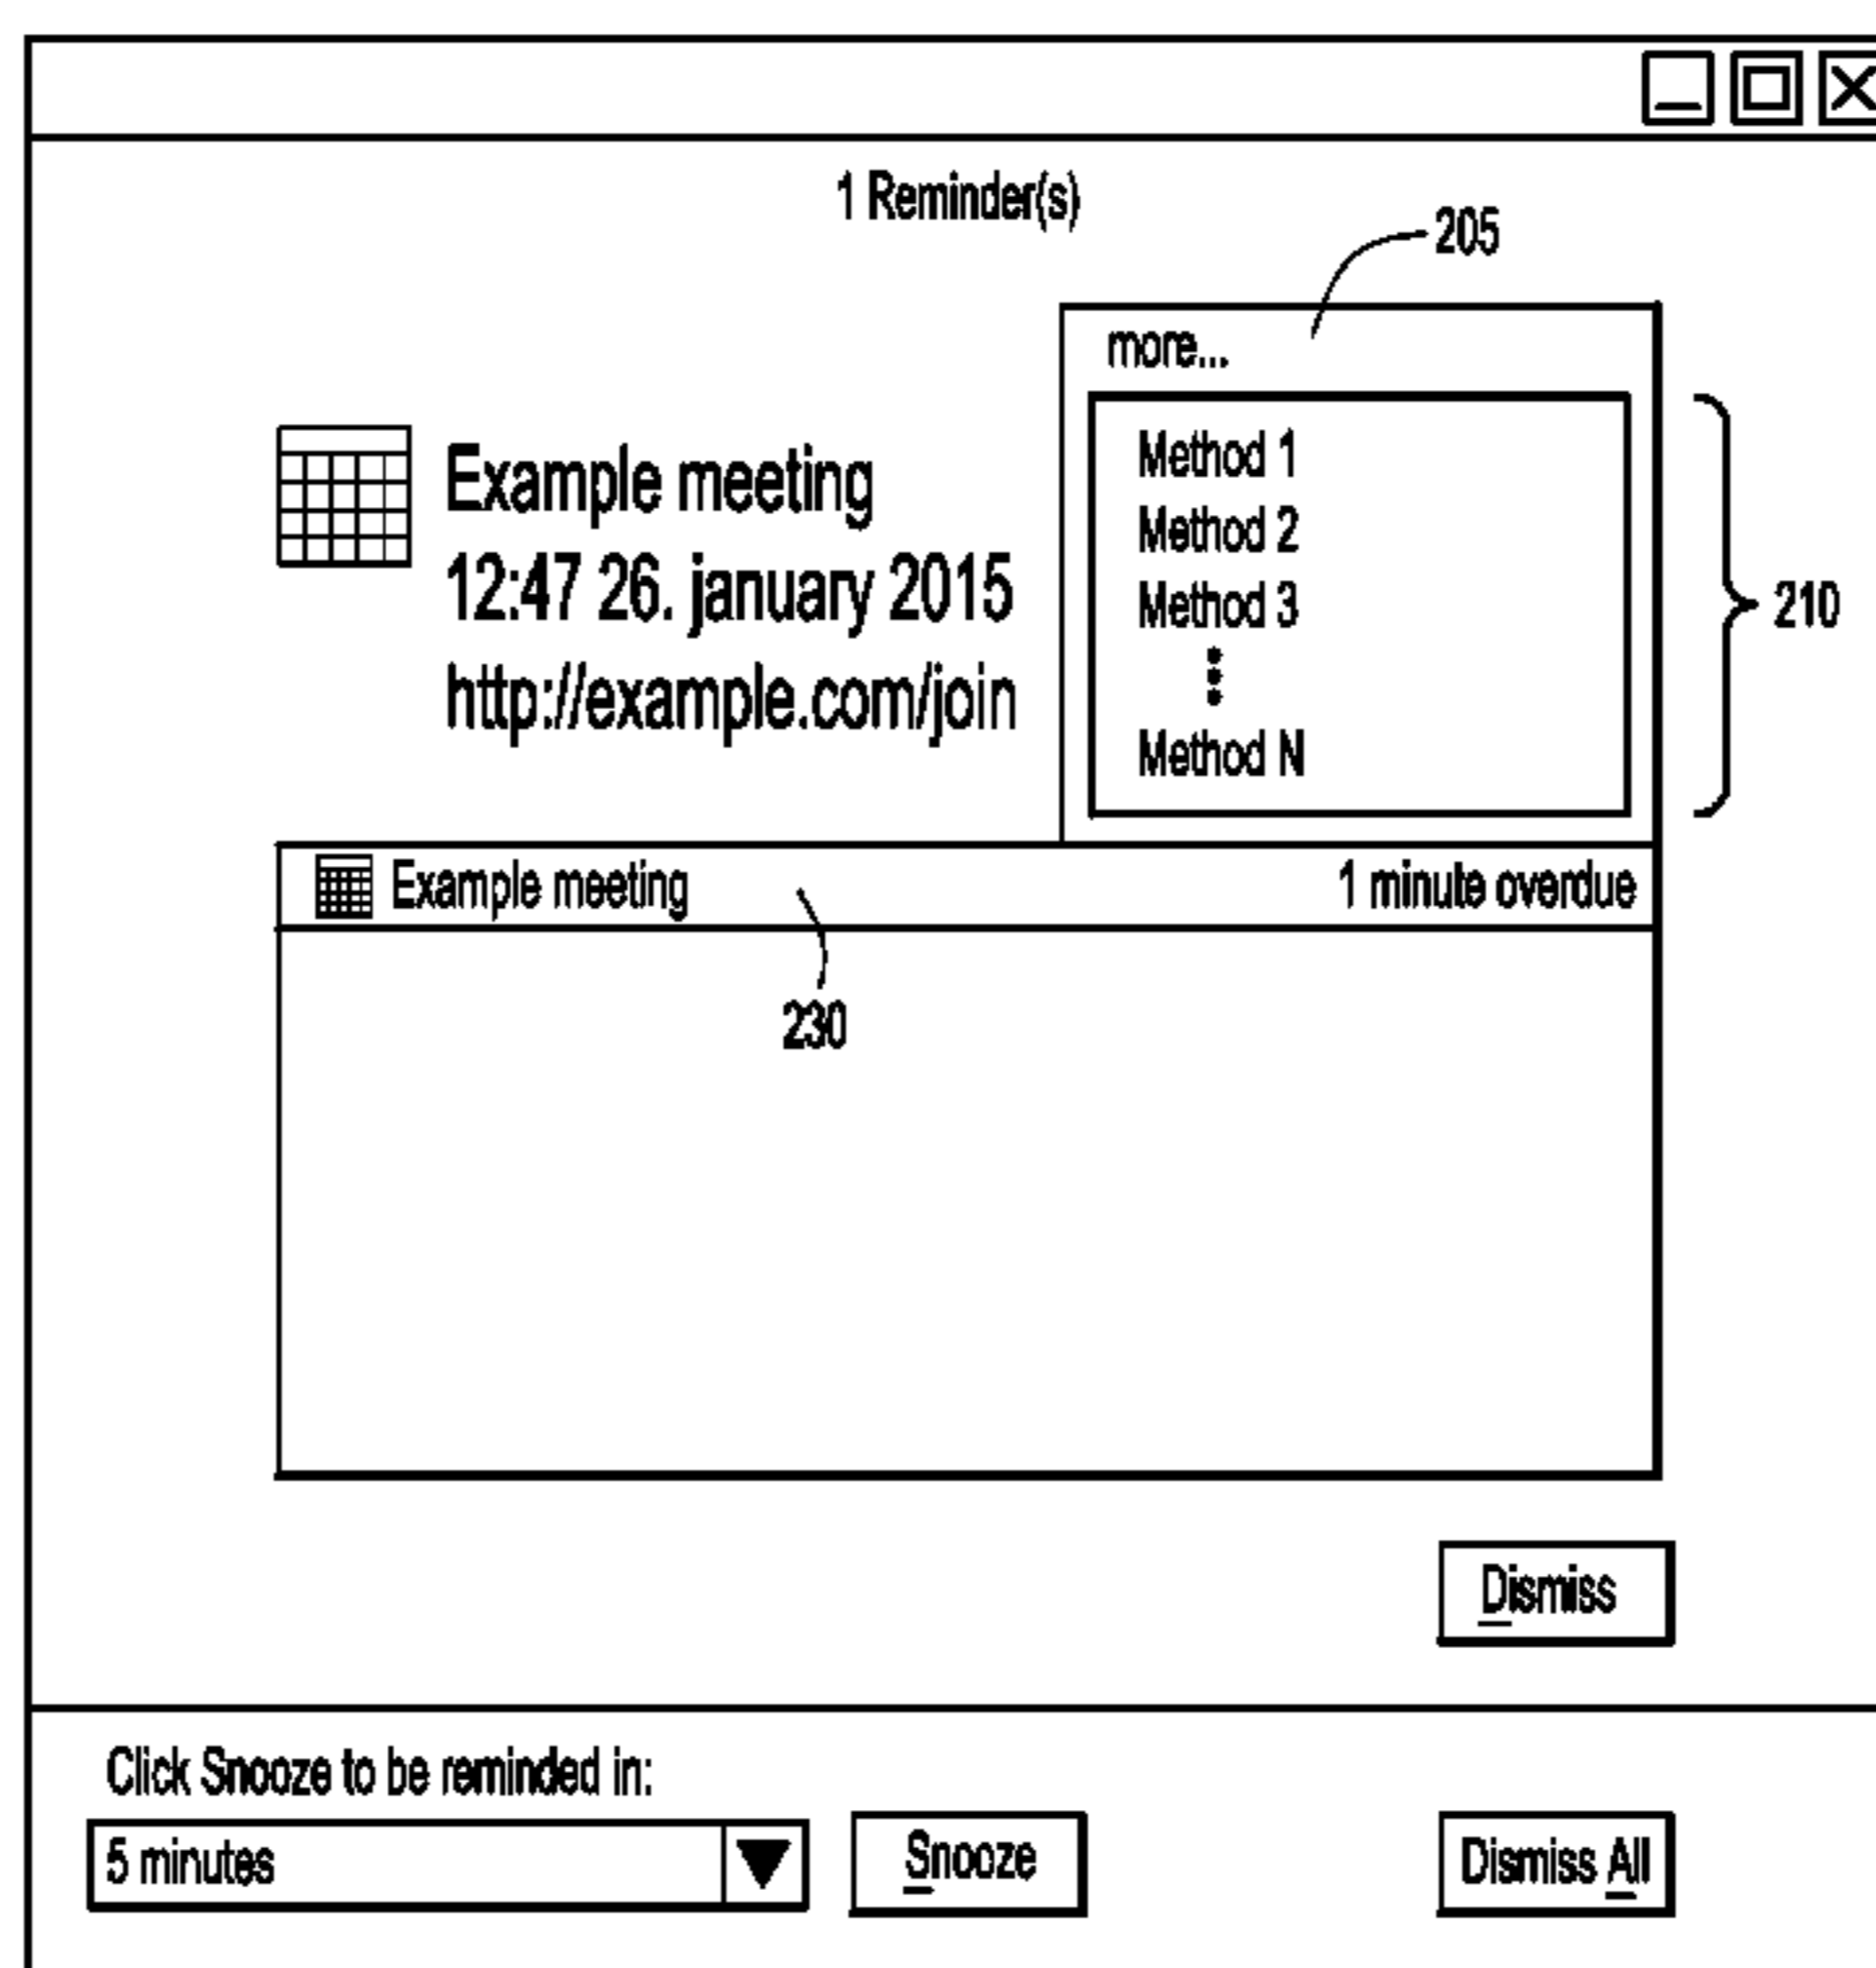 1 Reminder(s)
205
more...
Example meeting
12:47 26. january 2015
http://example.com/join
Method 1
Method 2
Method 3
Method N
210
Example meeting 1 minute overdue
230
Dismiss
Click Snooze to be reminded in:
5 minutes Snooze Dismiss All